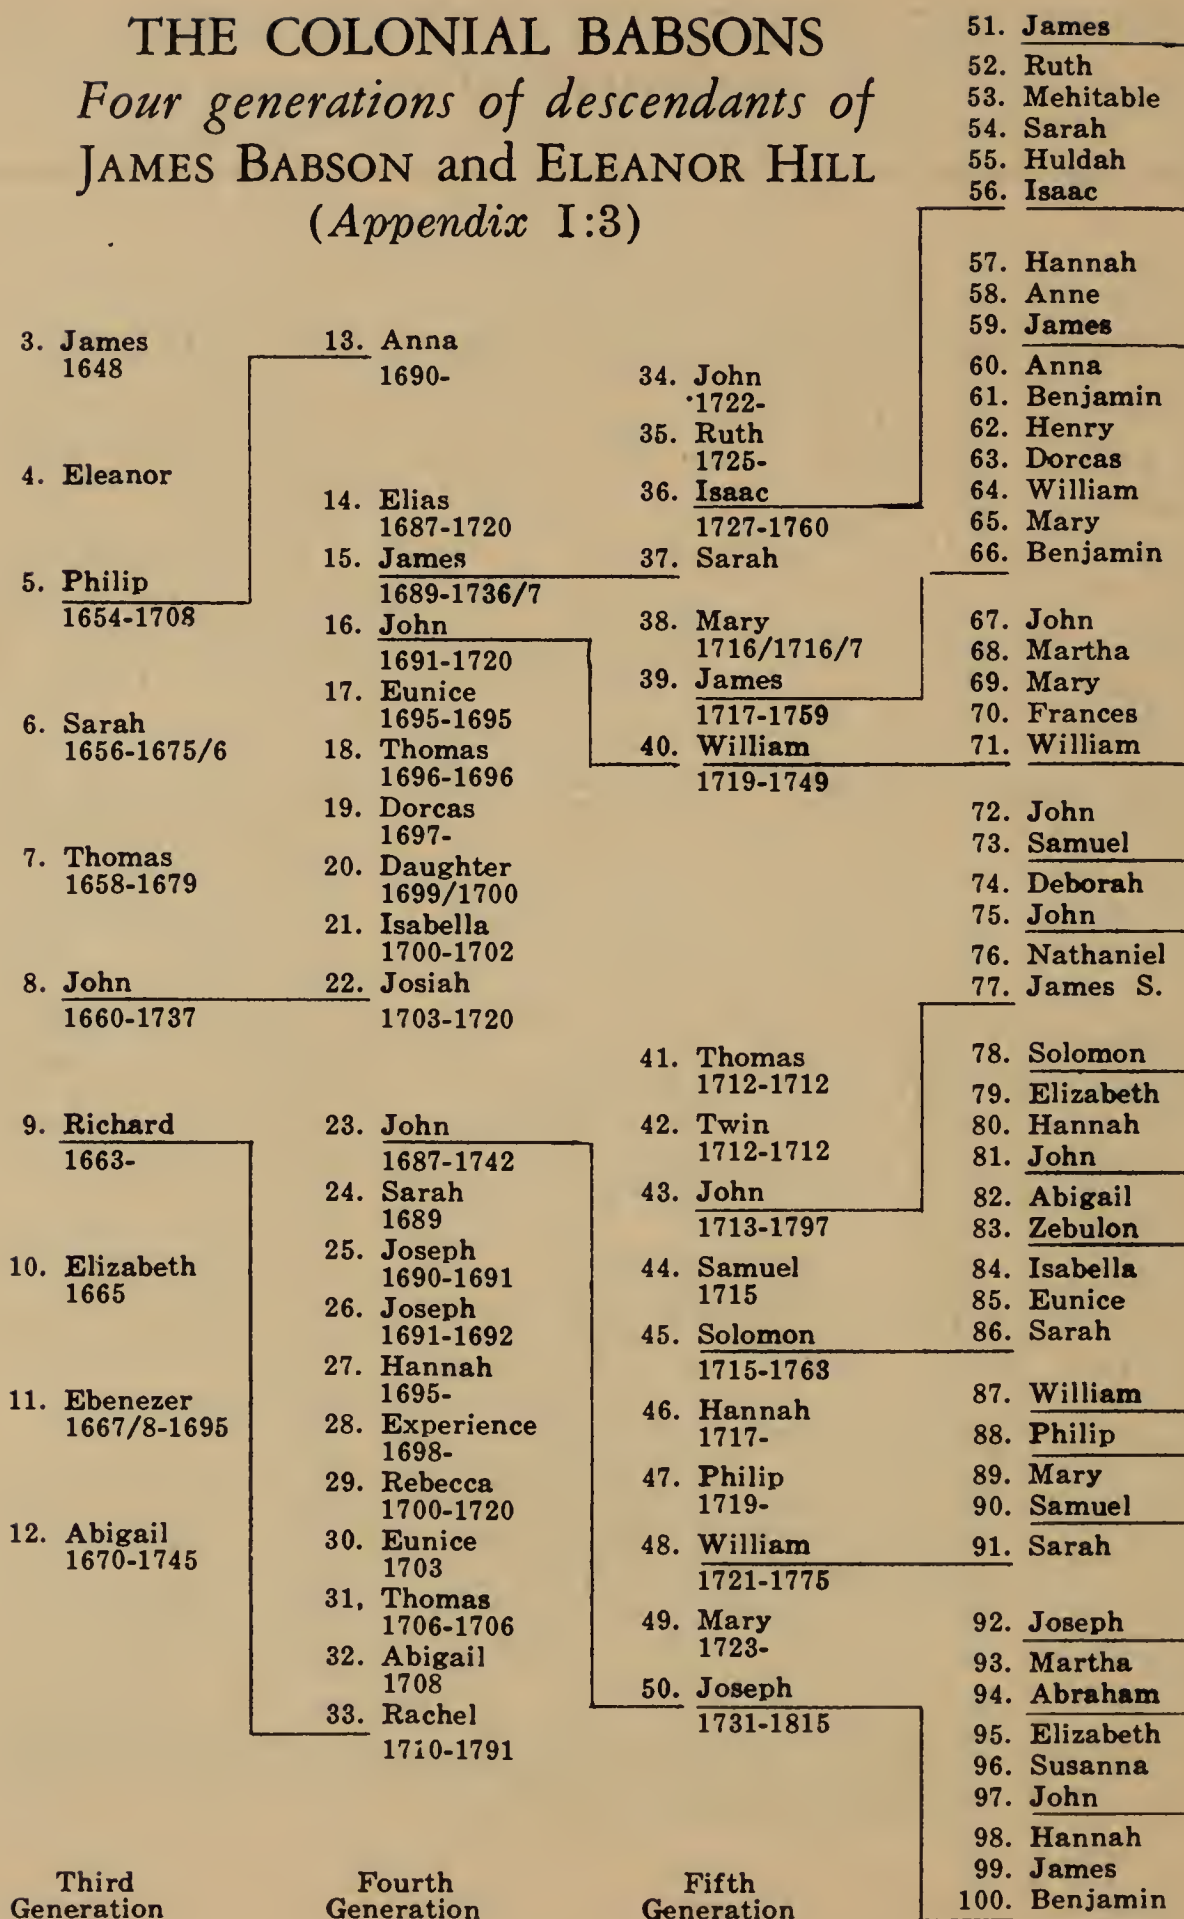 THE COLONIAL BABSONS
Four generations of descendants of
JAMES BABSON and ELEANOR HILL
(Appendix I:3)
3. James
1648
4. Eleanor
5. Philip
1654-1708
6. Sarah
1656-1675/6
7. Thomas
1658-1679
8. John
1660-1737
9. Richard
1663-
10. Elizabeth
1665
11. Ebenezer
1667/8-1695
12. Abigail
1670-1745
Third
Generation
13. Anna
1690-
14. Elias
1687-1720
15. James
1689-1736/7
16. John
1691-1720
17. Eunice
1695-1695
18. Thomas
1696-1696
19. Dorcas
1697-
20. Daughter
1699/1700
21. Isabella
1700-1702
22. Josiah
1703-1720
23. John
1687-1742
24. Sarah
1689
25. Joseph
1690-1691
26. Joseph
1691-1692
27. Hannah
1695-
28. Experience
1698-
29. Rebecca
1700-1720
30. Eunice
1703
31, Thomas
1706-1706
32. Abigail
1708
33. Rachel
1710-1791
Fourth
Generation
34. John
1722-
35. Ruth
1725-
36. Isaac
1727-1760
37. Sarah
38. Mary
1716/1716/7
39. James
1717-1759
40. William
1719-1749
41. Thomas
1712-1712
42. Twin
1712-1712
43. John
1713-1797
44. Samuel
1715
45. Solomon
1715-1763
46. Hannah
1717-
47. Philip
1719-
48. William
1721-1775
49. Mary
1723-
50. Joseph
1731-1815
Fifth
Generation
51. James
52. Ruth
53. Mehitable
54. Sarah
55. Huldah
56. Isaac
57. Hannah
58. Anne
59. James
60. Anna
61. Benjamin
62. Henry
63. Dorcas
64. William
65. Mary
66. Benjamin
67. John
68. Martha
69. Mary
70. Frances
71. William
72. John
73. Samuel
74. Deborah
75. John
76. Nathaniel
77. James S.
78. Solomon
79. Elizabeth
80. Hannah
81. John
82. Abigail
83. Zebulon
84. Isabella
85. Eunice
86. Sarah
87. William
88. Philip
89. Mary
90. Samuel
91. Sarah
92. Joseph
93. Martha
94. Abraham
95. Elizabeth
96. Susanna
97. John
98. Hannah
99. James
100. Benjamin